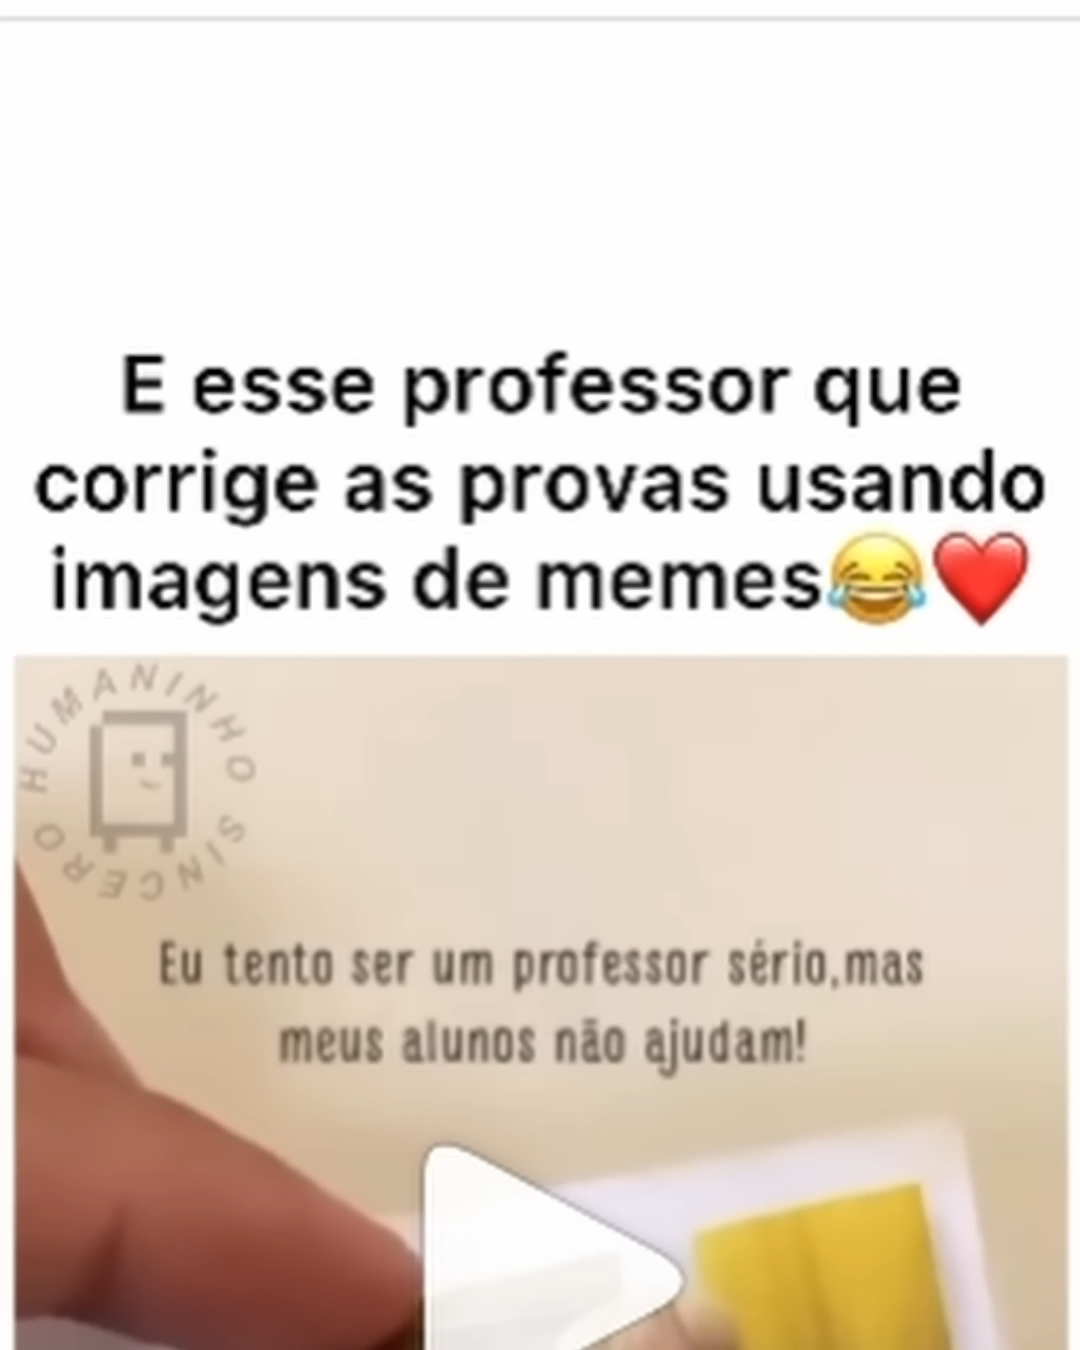 E esse professor que
corrige as provas usando
imagens de memes😂❤️
HUMANINHO SINCERO
Eu tento ser um professor sério,mas
meus alunos não ajudam!